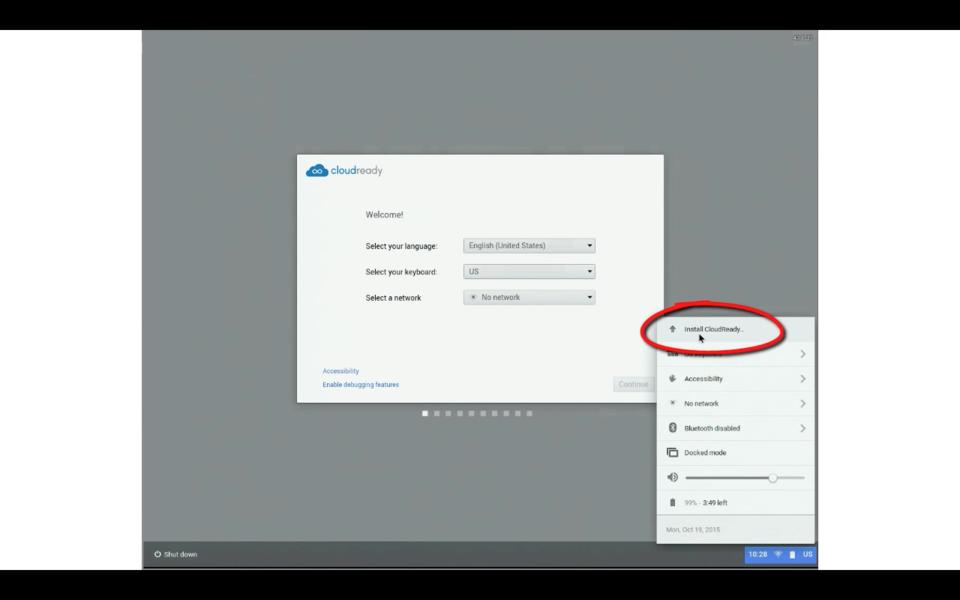 cloudready
Welcome!
Select your language: English (United States)
Select your keyboard: US
Select a network No network
Accessibility
Enable debugging features
Continue
Install CloudReady..
Accessibility
No network
Bluetooth disabled
Docked mode
99% - 3:49 left
Mon, Oct 19, 2015
Shut down
10:28 US